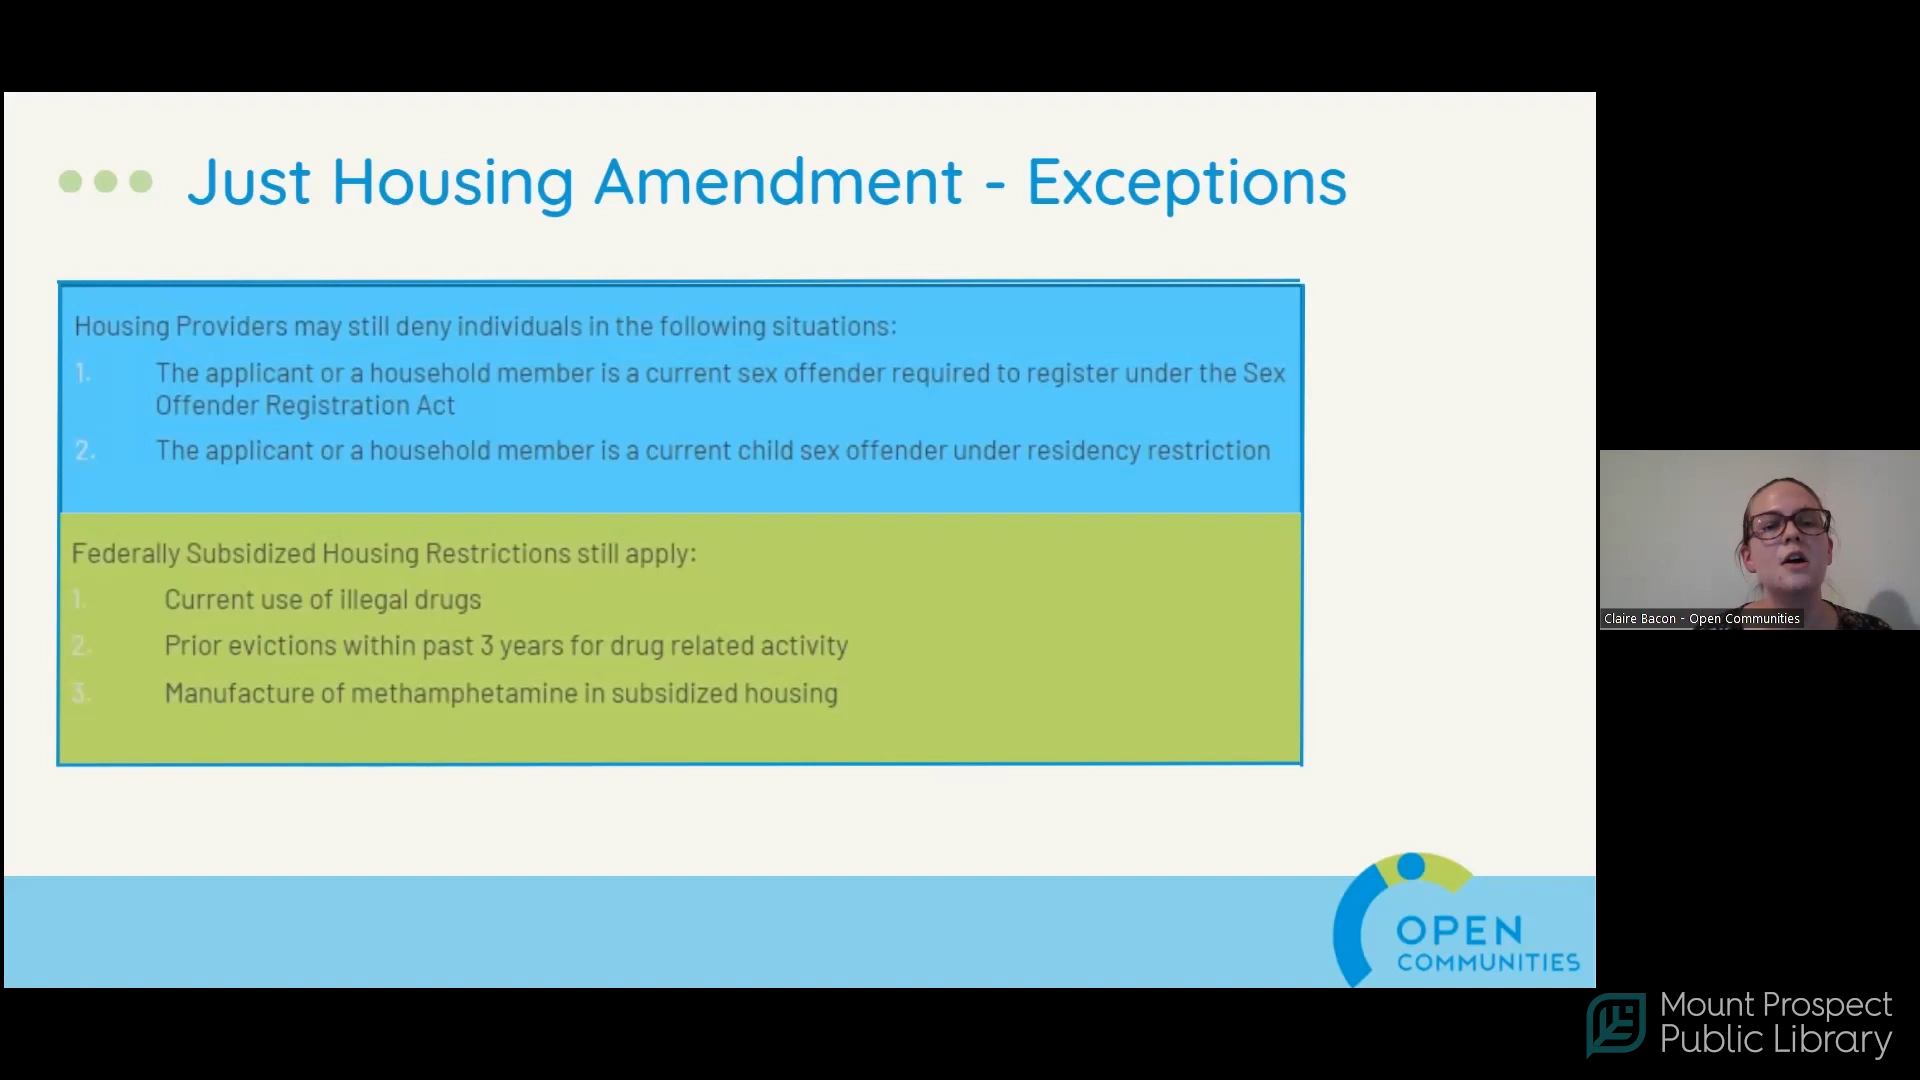 Just Housing Amendment - Exceptions
Housing Providers may still deny individuals in the following situations:
1. The applicant or a household member is a current sex offender required to register under the Sex
Offender Registration Act
2. The applicant or a household member is a current child sex offender under residency restriction
Federally Subsidized Housing Restrictions still apply:
1. Current use of illegal drugs
2. Prior evictions within past 3 years for drug related activity
3. Manufacture of methamphetamine in subsidized housing
OPEN
COMMUNITIES
Claire Bacon - Open Communities
Mount Prospect
Public Library